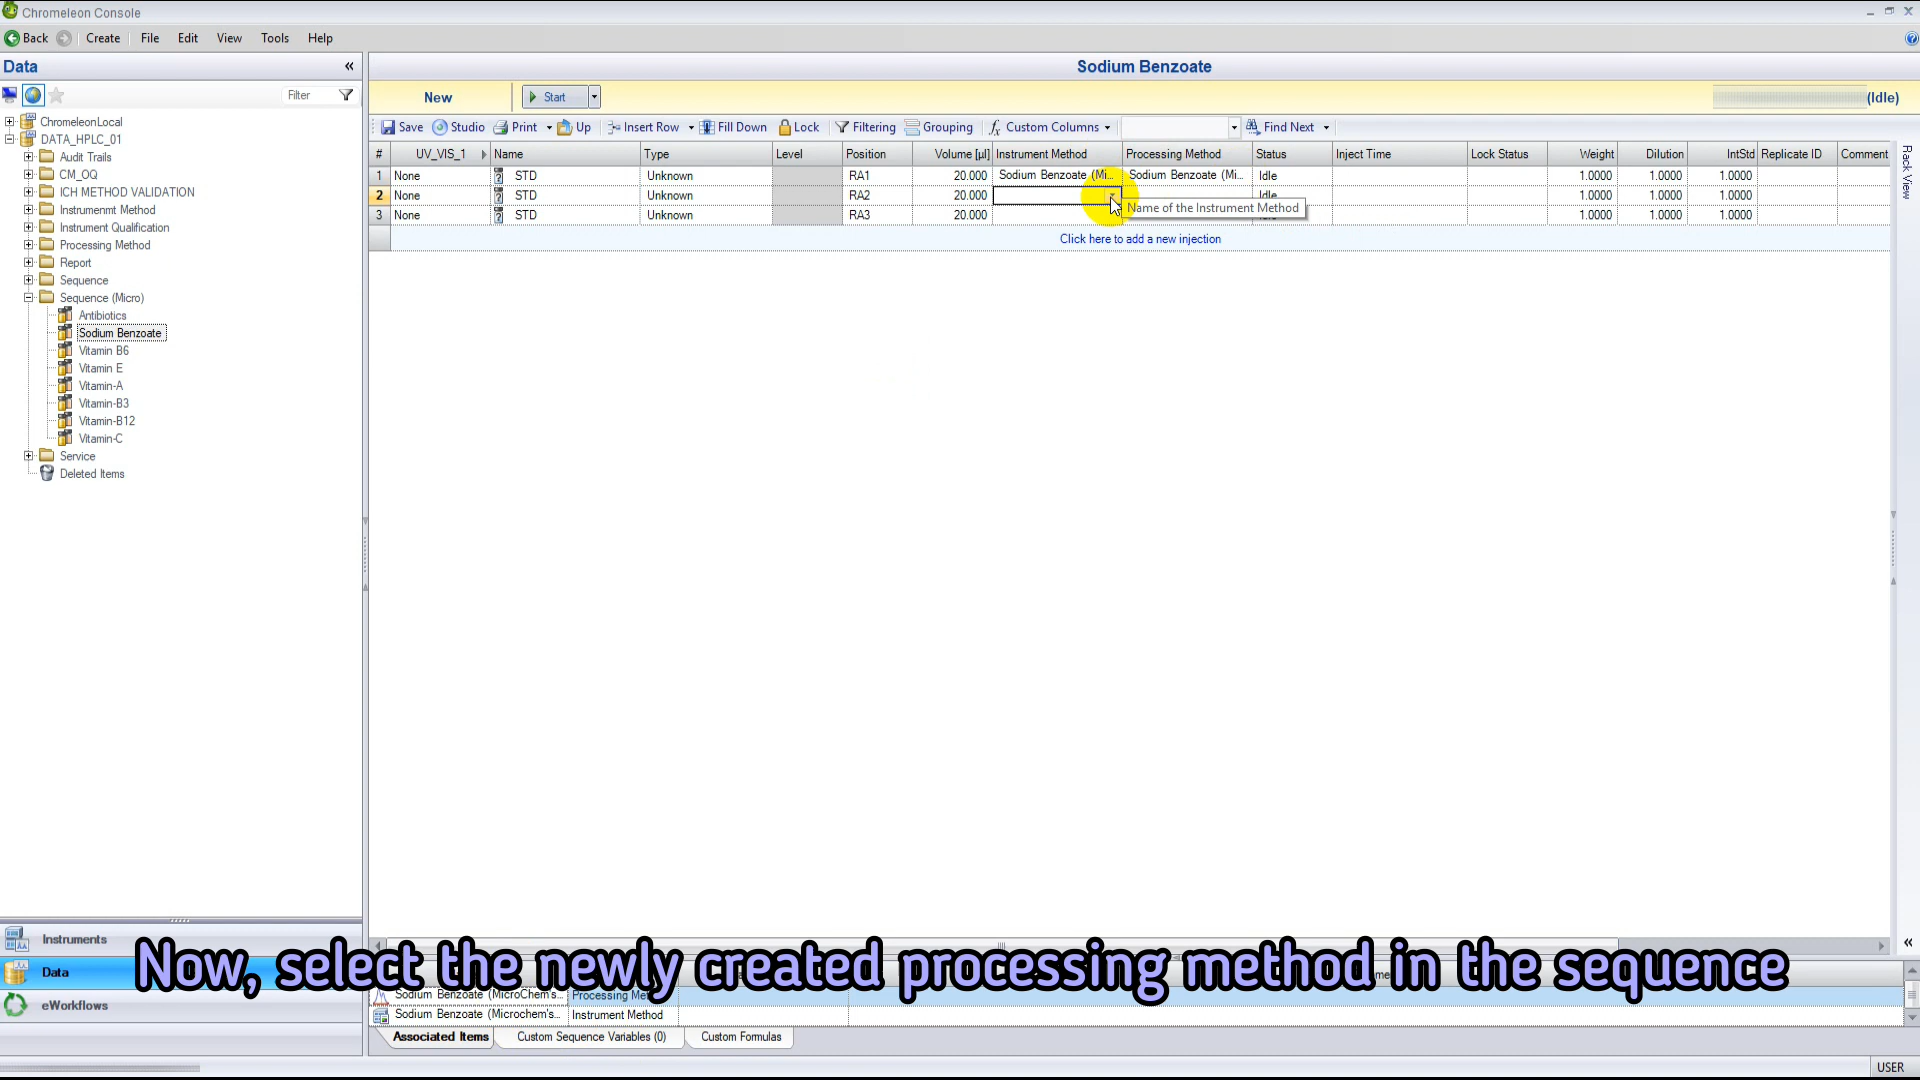 Chromeleon Console
Back Create File Edit View Tools Help
Data
Sodium Benzoate
Filter
New Start (Idle)
Save Studio Print Up Insert Row Fill Down Lock Filtering Grouping Custom Columns Find Next
# UV_VIS_1 Name Type Level Position Volume [µl] Instrument Method Processing Method Status Inject Time Lock Status Weight Dilution IntStd Replicate ID Comment
1 None STD Unknown RA1 20.000 Sodium Benzoate (Mi... Sodium Benzoate (Mi... Idle 1.0000 1.0000 1.0000
2 None STD Unknown RA2 20.000 Idle 1.0000 1.0000 1.0000
Name of the Instrument Method
3 None STD Unknown RA3 20.000 1.0000 1.0000 1.0000
Click here to add a new injection
Rack View
ChromeleonLocal
DATA_HPLC_01
Audit Trails
CM_OQ
ICH METHOD VALIDATION
Instrumenmt Method
Instrument Qualification
Processing Method
Report
Sequence
Sequence (Micro)
Antibiotics
Sodium Benzoate
Vitamin B6
Vitamin E
Vitamin-A
Vitamin-B3
Vitamin-B12
Vitamin-C
Service
Deleted Items
Instruments
Data
eWorkflows
Now, select the newly created processing method in the sequence
Sodium Benzoate (MicroChem's... Processing
Sodium Benzoate (Microchem's... Instrument Method
Associated Items Custom Sequence Variables (0) Custom Formulas
USER